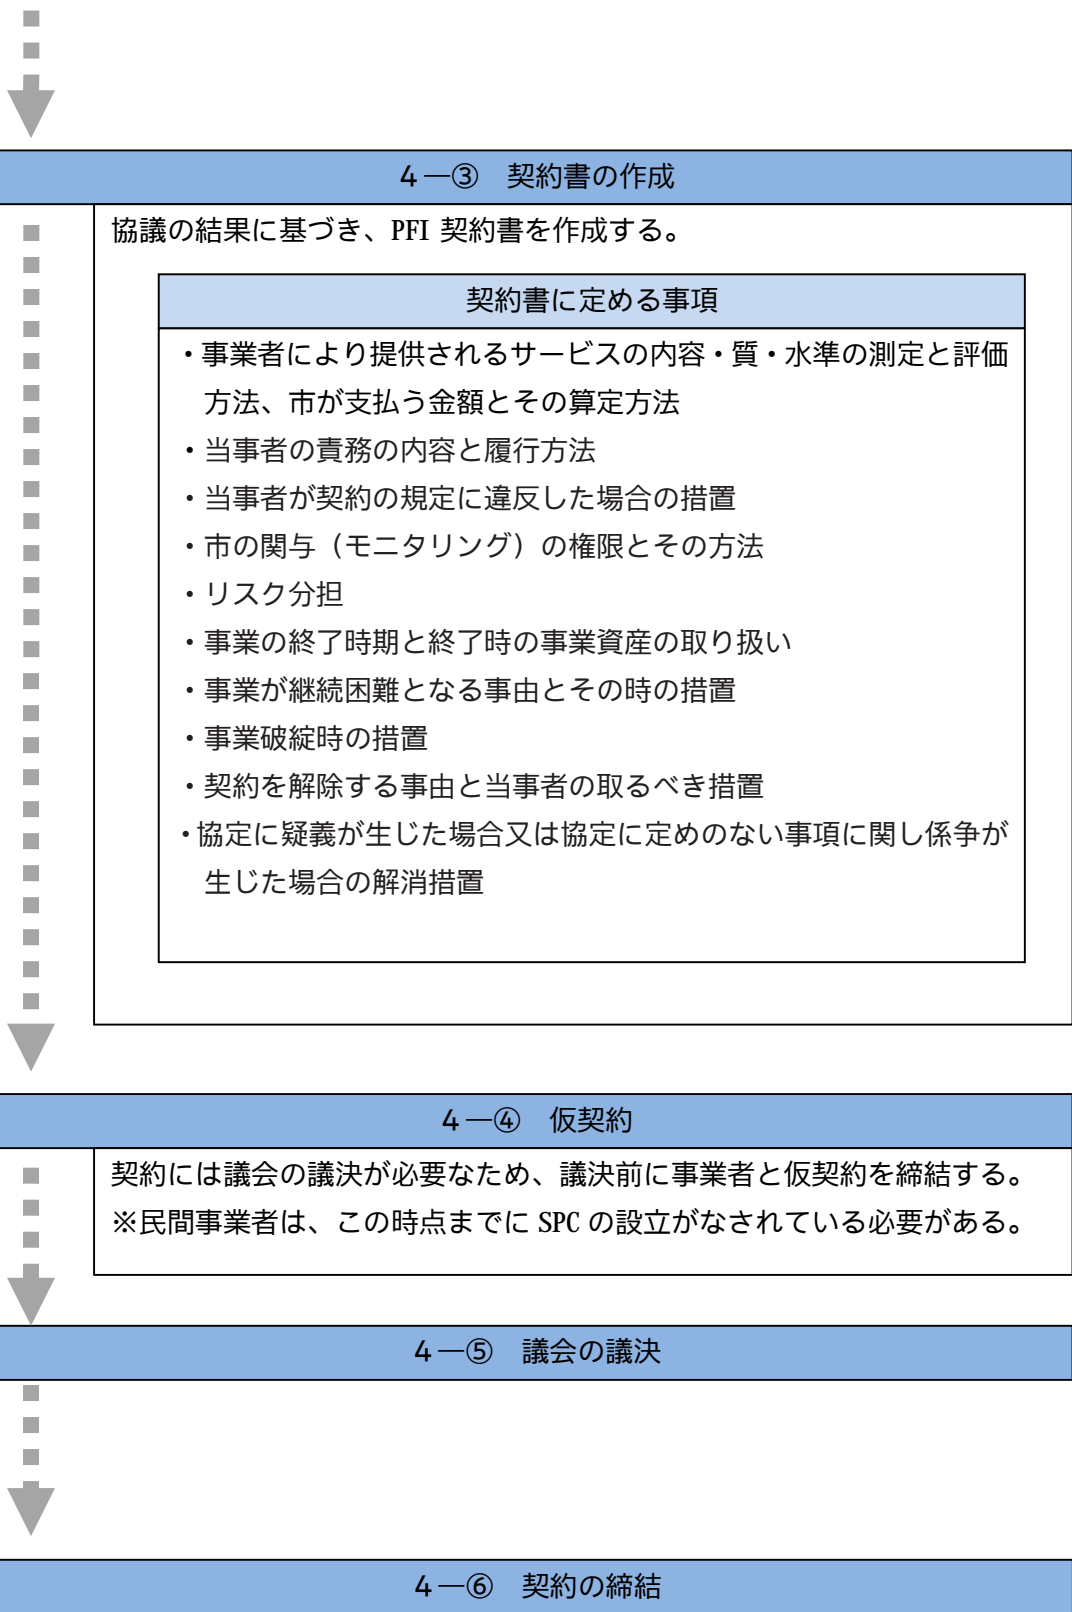 4―③　契約書の作成
協議の結果に基づき、PFI 契約書を作成する。
契約書に定める事項
・事業者により提供されるサービスの内容・質・水準の測定と評価
方法、市が支払う金額とその算定方法
・当事者の責務の内容と履行方法
・当事者が契約の規定に違反した場合の措置
・市の関与（モニタリング）の権限とその方法
・リスク分担
・事業の終了時期と終了時の事業資産の取り扱い
・事業が継続困難となる事由とその時の措置
・事業破綻時の措置
・契約を解除する事由と当事者の取るべき措置
・協定に疑義が生じた場合又は協定に定めのない事項に関し係争が
生じた場合の解消措置
4―④　仮契約
契約には議会の議決が必要なため、議決前に事業者と仮契約を締結する。
※民間事業者は、この時点までに SPC の設立がなされている必要がある。
4―⑤　議会の議決
4―⑥　契約の締結